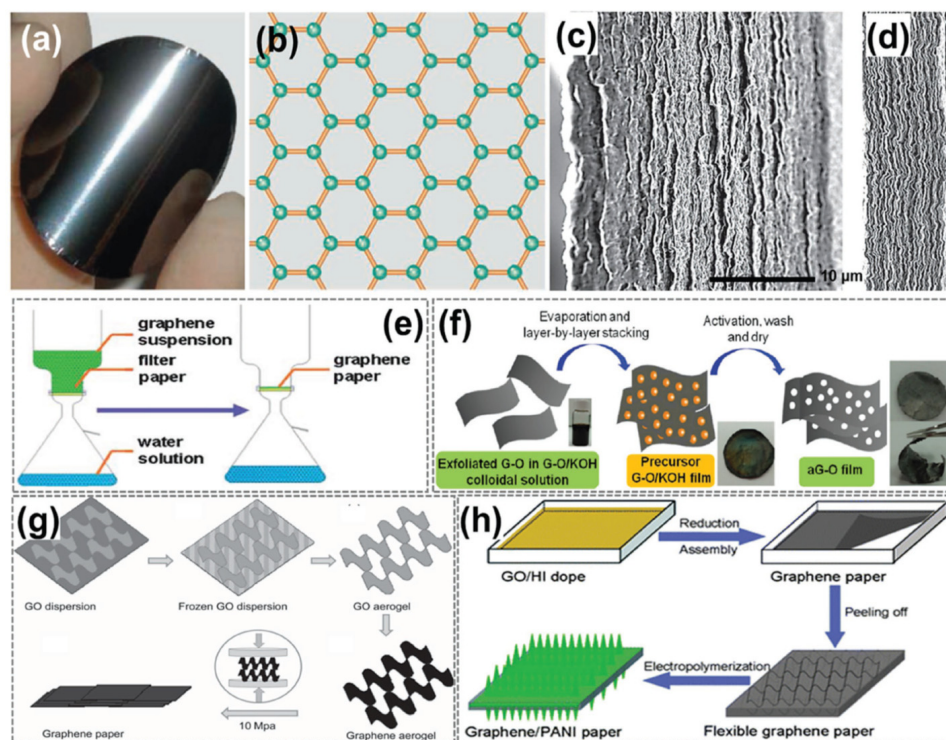 (a)
(b)
(c)
(d)
10 µm
(e)
graphene
suspension
filter
paper
water
solution
graphene
paper
(f)
Evaporation and
layer-by-layer stacking
Activation, wash
and dry
Exfoliated G-O in G-O/KOH
colloidal solution
Precursor
G-O/KOH film
aG-O film
(g)
GO dispersion
Frozen GO dispersion
GO aerogel
10 Mpa
Graphene paper
Graphene aerogel
(h)
GO/HI dope
Reduction
Assembly
Graphene paper
Peeling off
Electropolymerization
Graphene/PANI paper
Flexible graphene paper